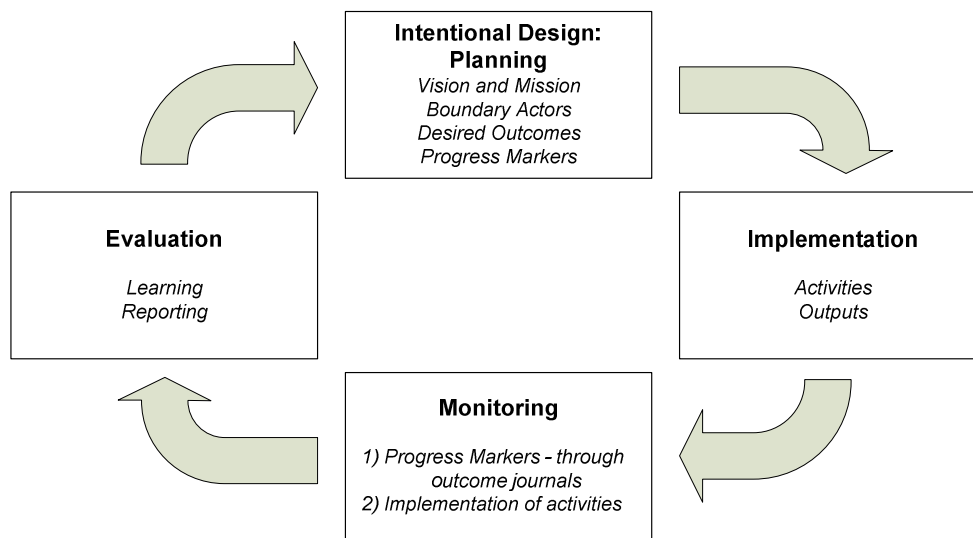 Intentional Design:
Planning
Vision and Mission
Boundary Actors
Desired Outcomes
Progress Markers
Implementation
Activities
Outputs
Monitoring
1) Progress Markers - through
outcome journals
2) Implementation of activities
Evaluation
Learning
Reporting